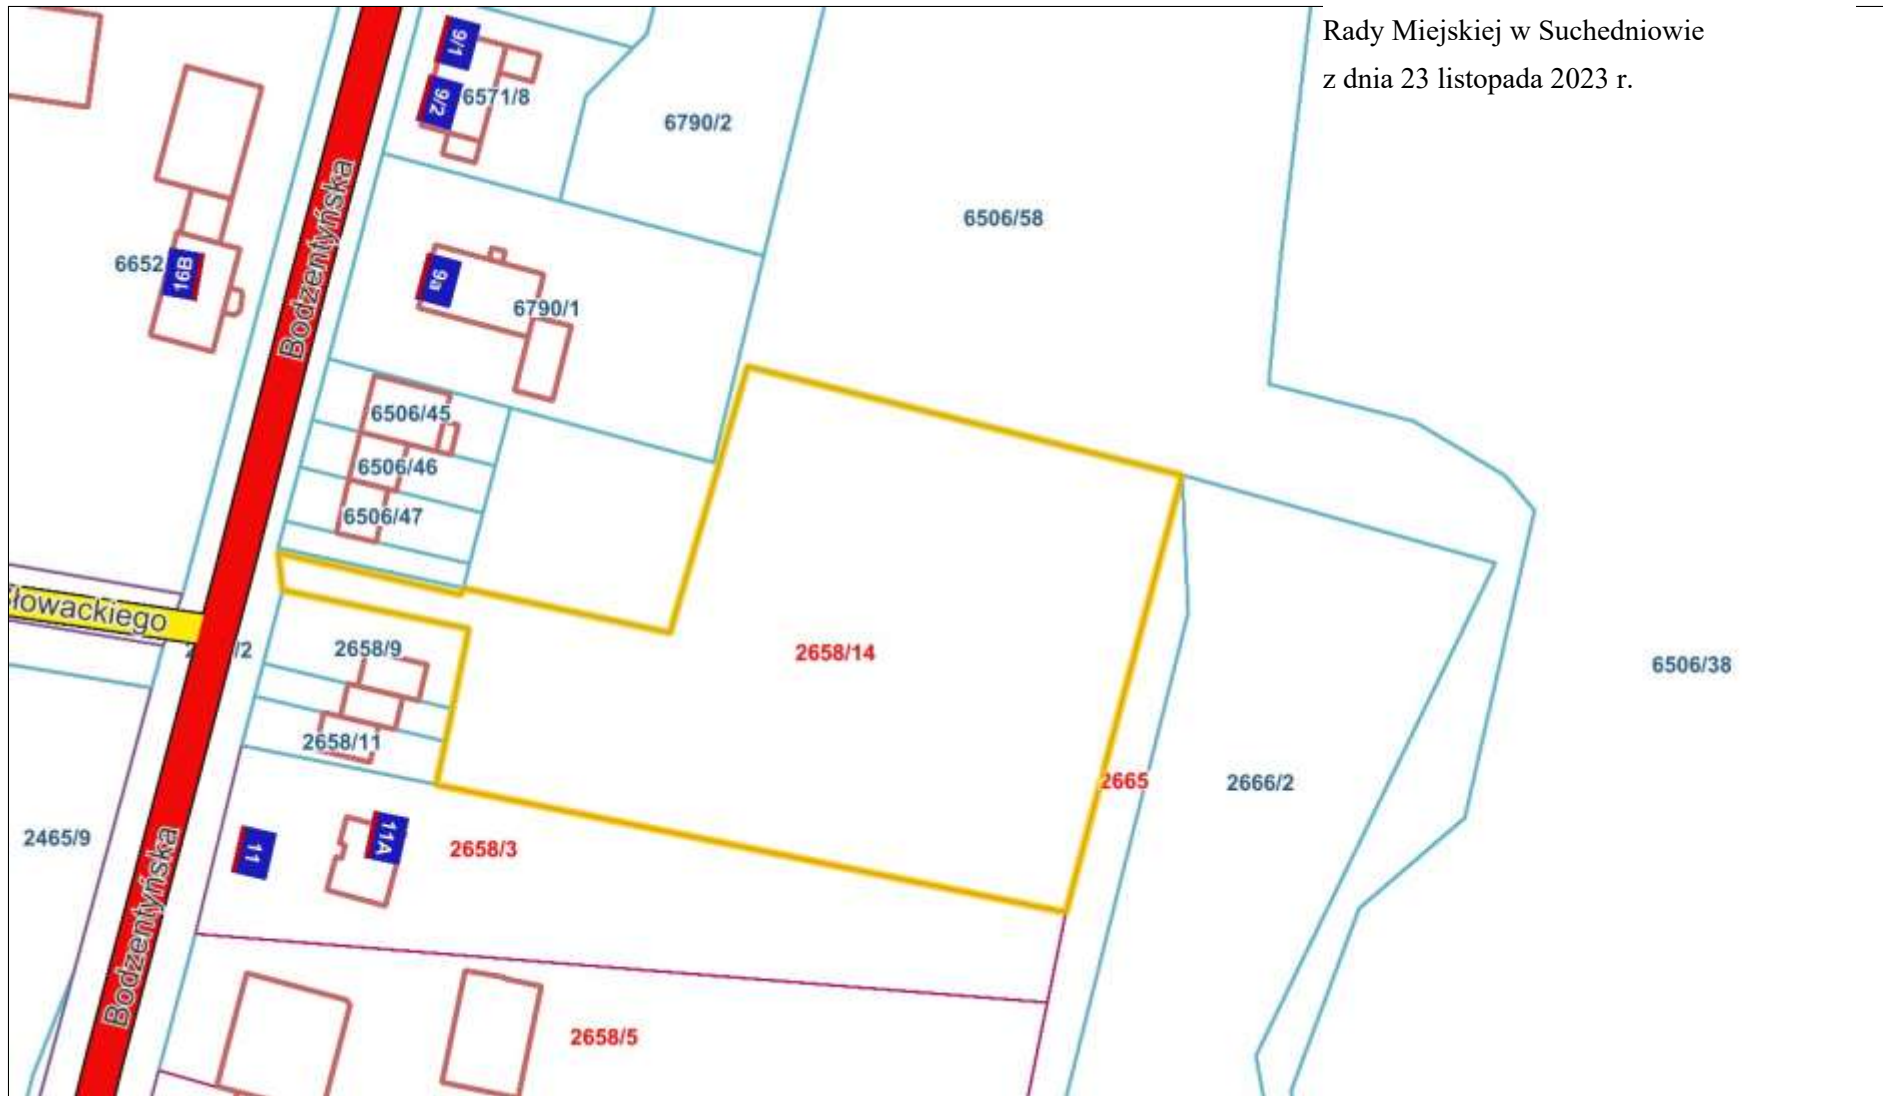 Rady Miejskiej w Suchedniowie
z dnia 23 listopada 2023 r.
9/1
9/2
6571/8
6790/2
6506/58
Bodzentyńska
6652
16B
9a
6790/1
6506/45
6506/46
6506/47
łowackiego
/2
2658/9
2658/14
6506/38
2658/11
2665
2666/2
2465/9
11
11A
2658/3
Bodzentyńska
2658/5